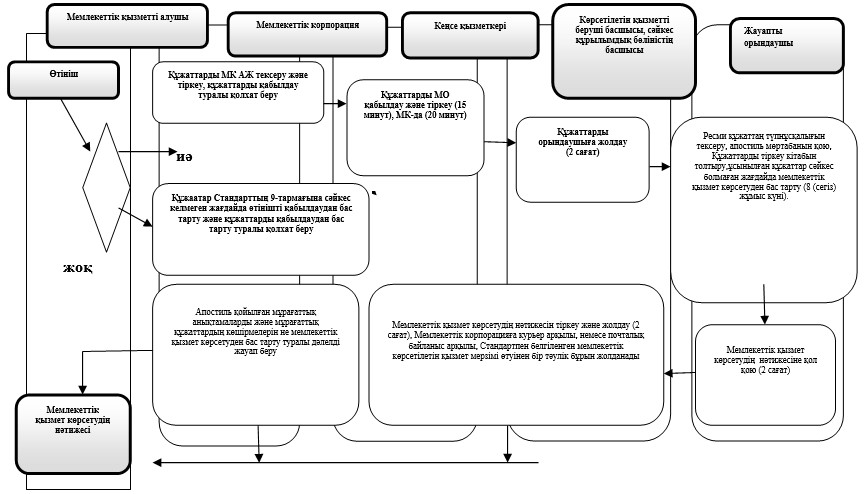 Мемлекеттік қызметті алушы
Мемлекеттік корпорация
Кеңсе қызметкері
Көрсетілетін қызметті
беруші басшысы, сәйкес
құрылымдық бөліністің
басшысы
Жауапты
орындаушы
Өтініш
Құжаттарды МК АЖ тексеру және
тіркеу, құжаттарды қабылдау
туралы қолхат беру
Құжаттарды МО
қабылдау және тіркеу (15
минут), МК-да (20 минут)
Құжаттарды
орындаушыға жолдау
(2 сағат)
Ресми құжаттаң түпнұсқалығын
тексеру, апостиль мөртабанын қою,
Құжаттарды тіркеу кітабын
толтыру,ұсынылған құжаттар сәйкес
болмаған жағдайда мемлекеттік
қызмет көрсетуден бас тарту (8 (сегіз)
жұмыс күні).
иә
Құжаатар Стандарттың 9-тармағына сәйкес
келмеген жағдайда өтінішті қабылдаудан бас
тарту және құжаттарды қабылдаудан бас
тарту туралы қолхат беру
жоқ
Апостиль қойылған мұрағаттық
анықтамаларды және мұрағаттық
құжаттардың көшірмелерін не мемлекеттік
қызмет көрсетуден бас тарту туралы дәлелді
жауап беру
Мемлекеттік қызмет көрсетудің нәтижесін тіркеу және жолдау (2
сағат), Мемлекеттік корпорацияға курьер арқылы, немесе почталық
байланыс арқылы, Стандартпен белгіленген мемлекеттік
көрсетілетін қызмет мерзімі өтуінен бір тәулік бұрын жолданады
Мемлекеттік қызмет
көрсетудің нәтижесіне қол
қою (2 сағат)
Мемлекеттік
қызмет көрсетудің
нәтижесі